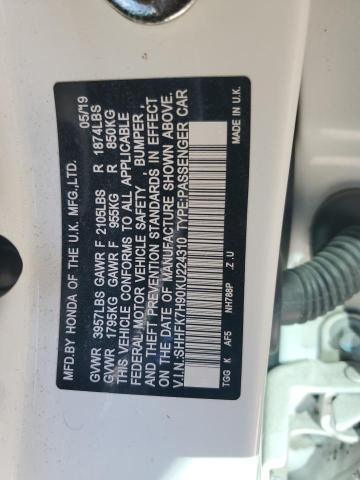 MFD.BY HONDA OF THE U.K. MFG.,LTD. 05/19
GVWR 3957LBS GAWR F 2105LBS R 1874LBS
GVWR 1795KG GAWR F 955KG R 850KG
THIS VEHICLE CONFORMS TO ALL APPLICABLE
FEDERAL MOTOR VEHICLE SAFETY, BUMPER,
AND THEFT PREVENTION STANDARDS IN EFFECT
ON THE DATE OF MANUFACTURE SHOWN ABOVE.
V.I.N.:SHHFK7H90KU224310 TYPE:PASSENGER CAR
TGG K AF5 NH788P .Z .U MADE IN U.K.